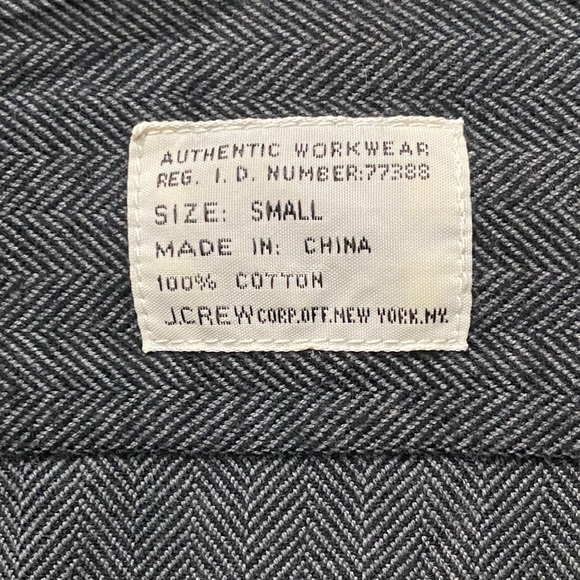 AUTHENTIC WORKWEAR
REG. I.D. NUMBER:77388
SIZE: SMALL
MADE IN: CHINA
100% COTTON
J.CREW CORP.OFF.NEW YORK.NY.